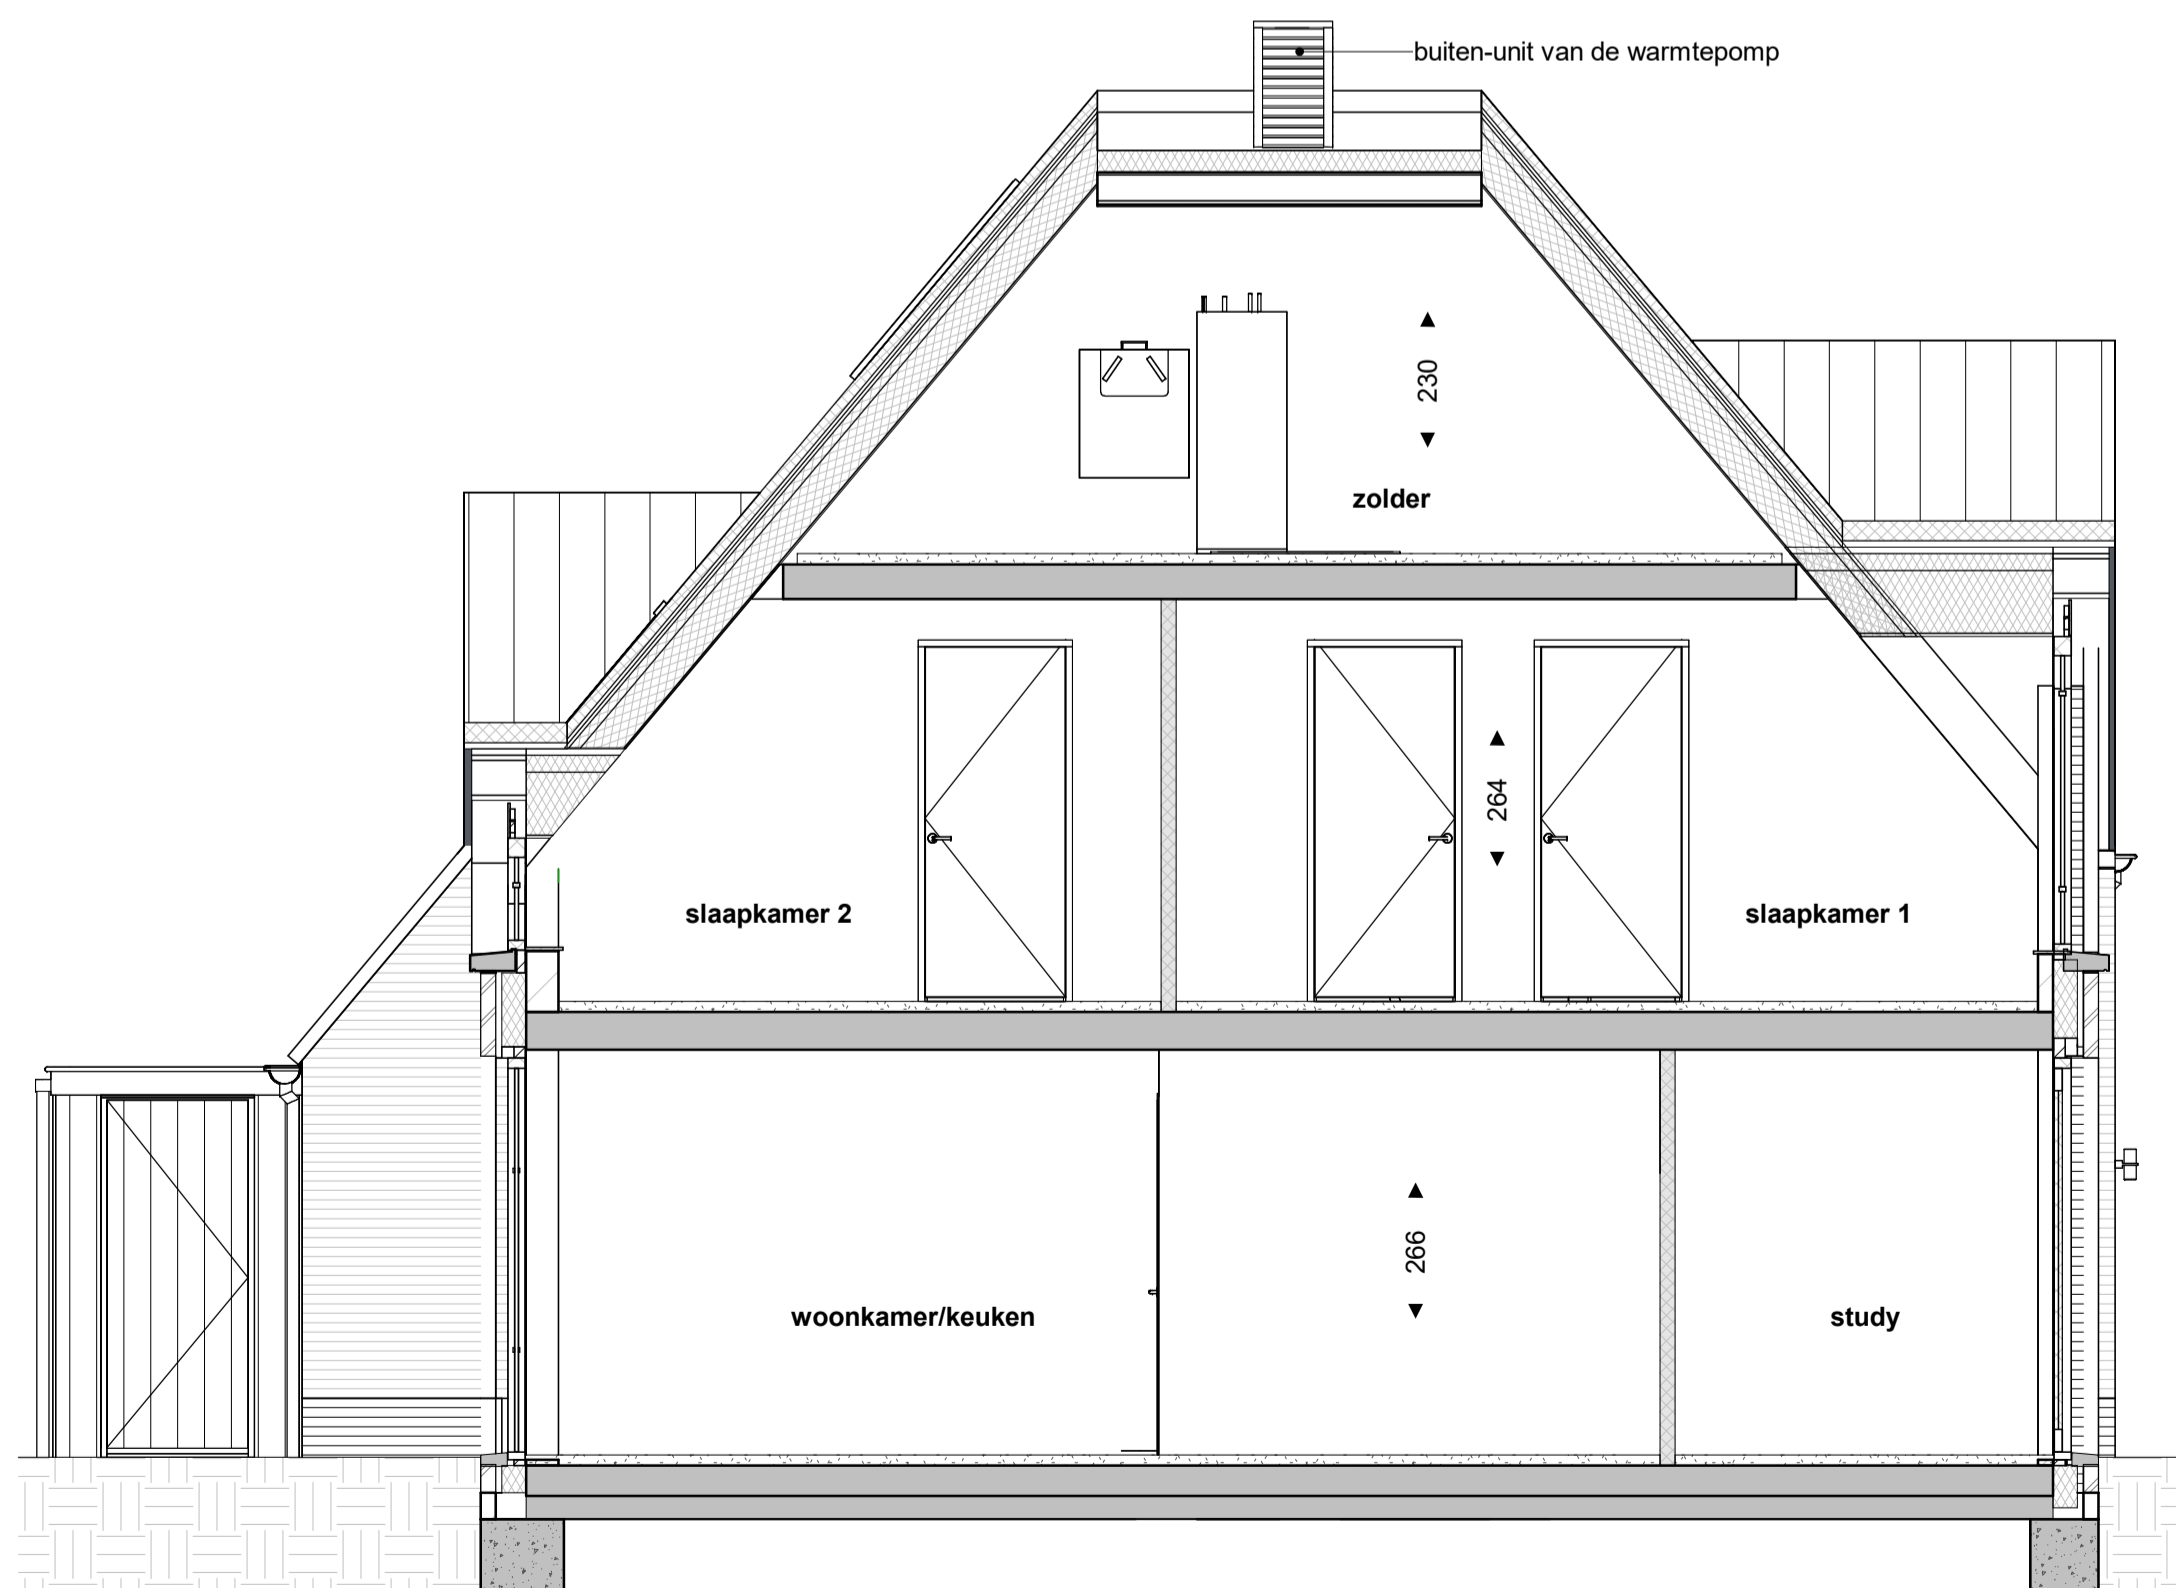 buiten-unit van de warmtepomp
230
zolder
264
slaapkamer 2
slaapkamer 1
266
woonkamer/keuken
study